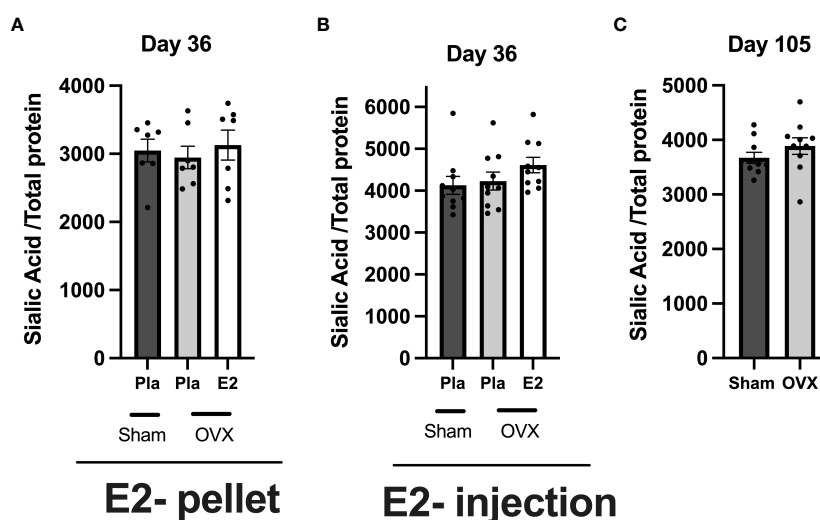 A
Day 36
Sialic Acid /Total protein
4000
3000
2000
1000
0
Pla Pla E2
Sham OVX
E2- pellet
B
Day 36
Sialic Acid /Total protein
6000
5000
4000
3000
2000
1000
0
Pla Pla E2
Sham OVX
E2- injection
C
Day 105
Sialic Acid /Total protein
5000
4000
3000
2000
1000
0
Sham OVX